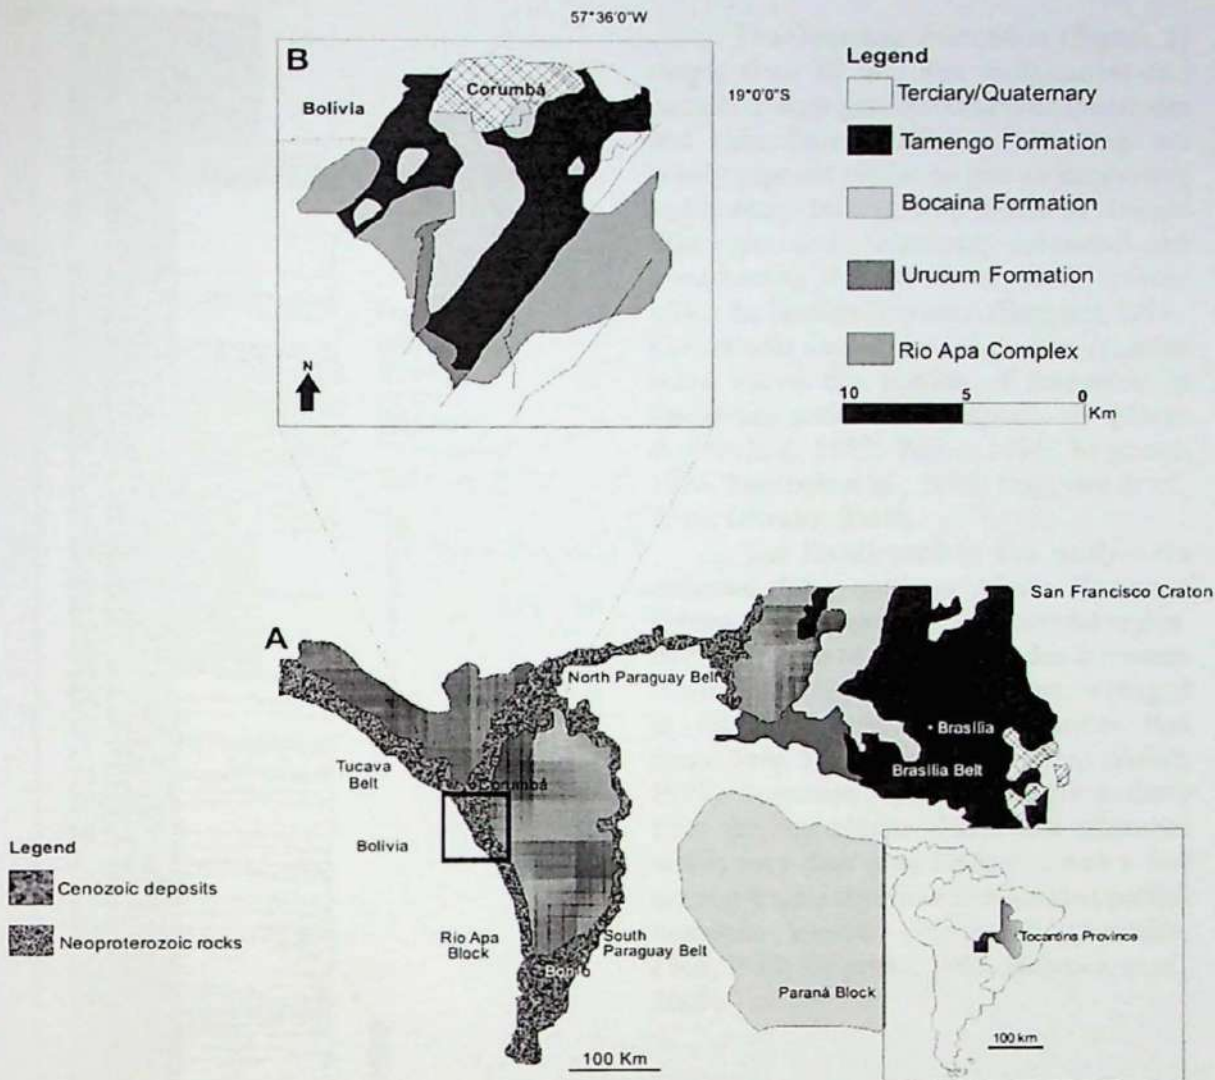 57°36'0"W
B
Bolivia
Corumbá
19°0'0"S
N
Legend
Terciary/Quaternary
Tamengo Formation
Bocaina Formation
Urucum Formation
Rio Apa Complex
10 5 0
Km
A
San Francisco Craton
North Paraguay Belt
Brasília
Brasília Belt
Tucava
Belt
Corumbá
Bolivia
Legend
Cenozoic deposits
Neoproterozoic rocks
Rio Apa
Block
South
Paraguay Belt
Paraná Block
100 Km
Tocantins Province
100 km